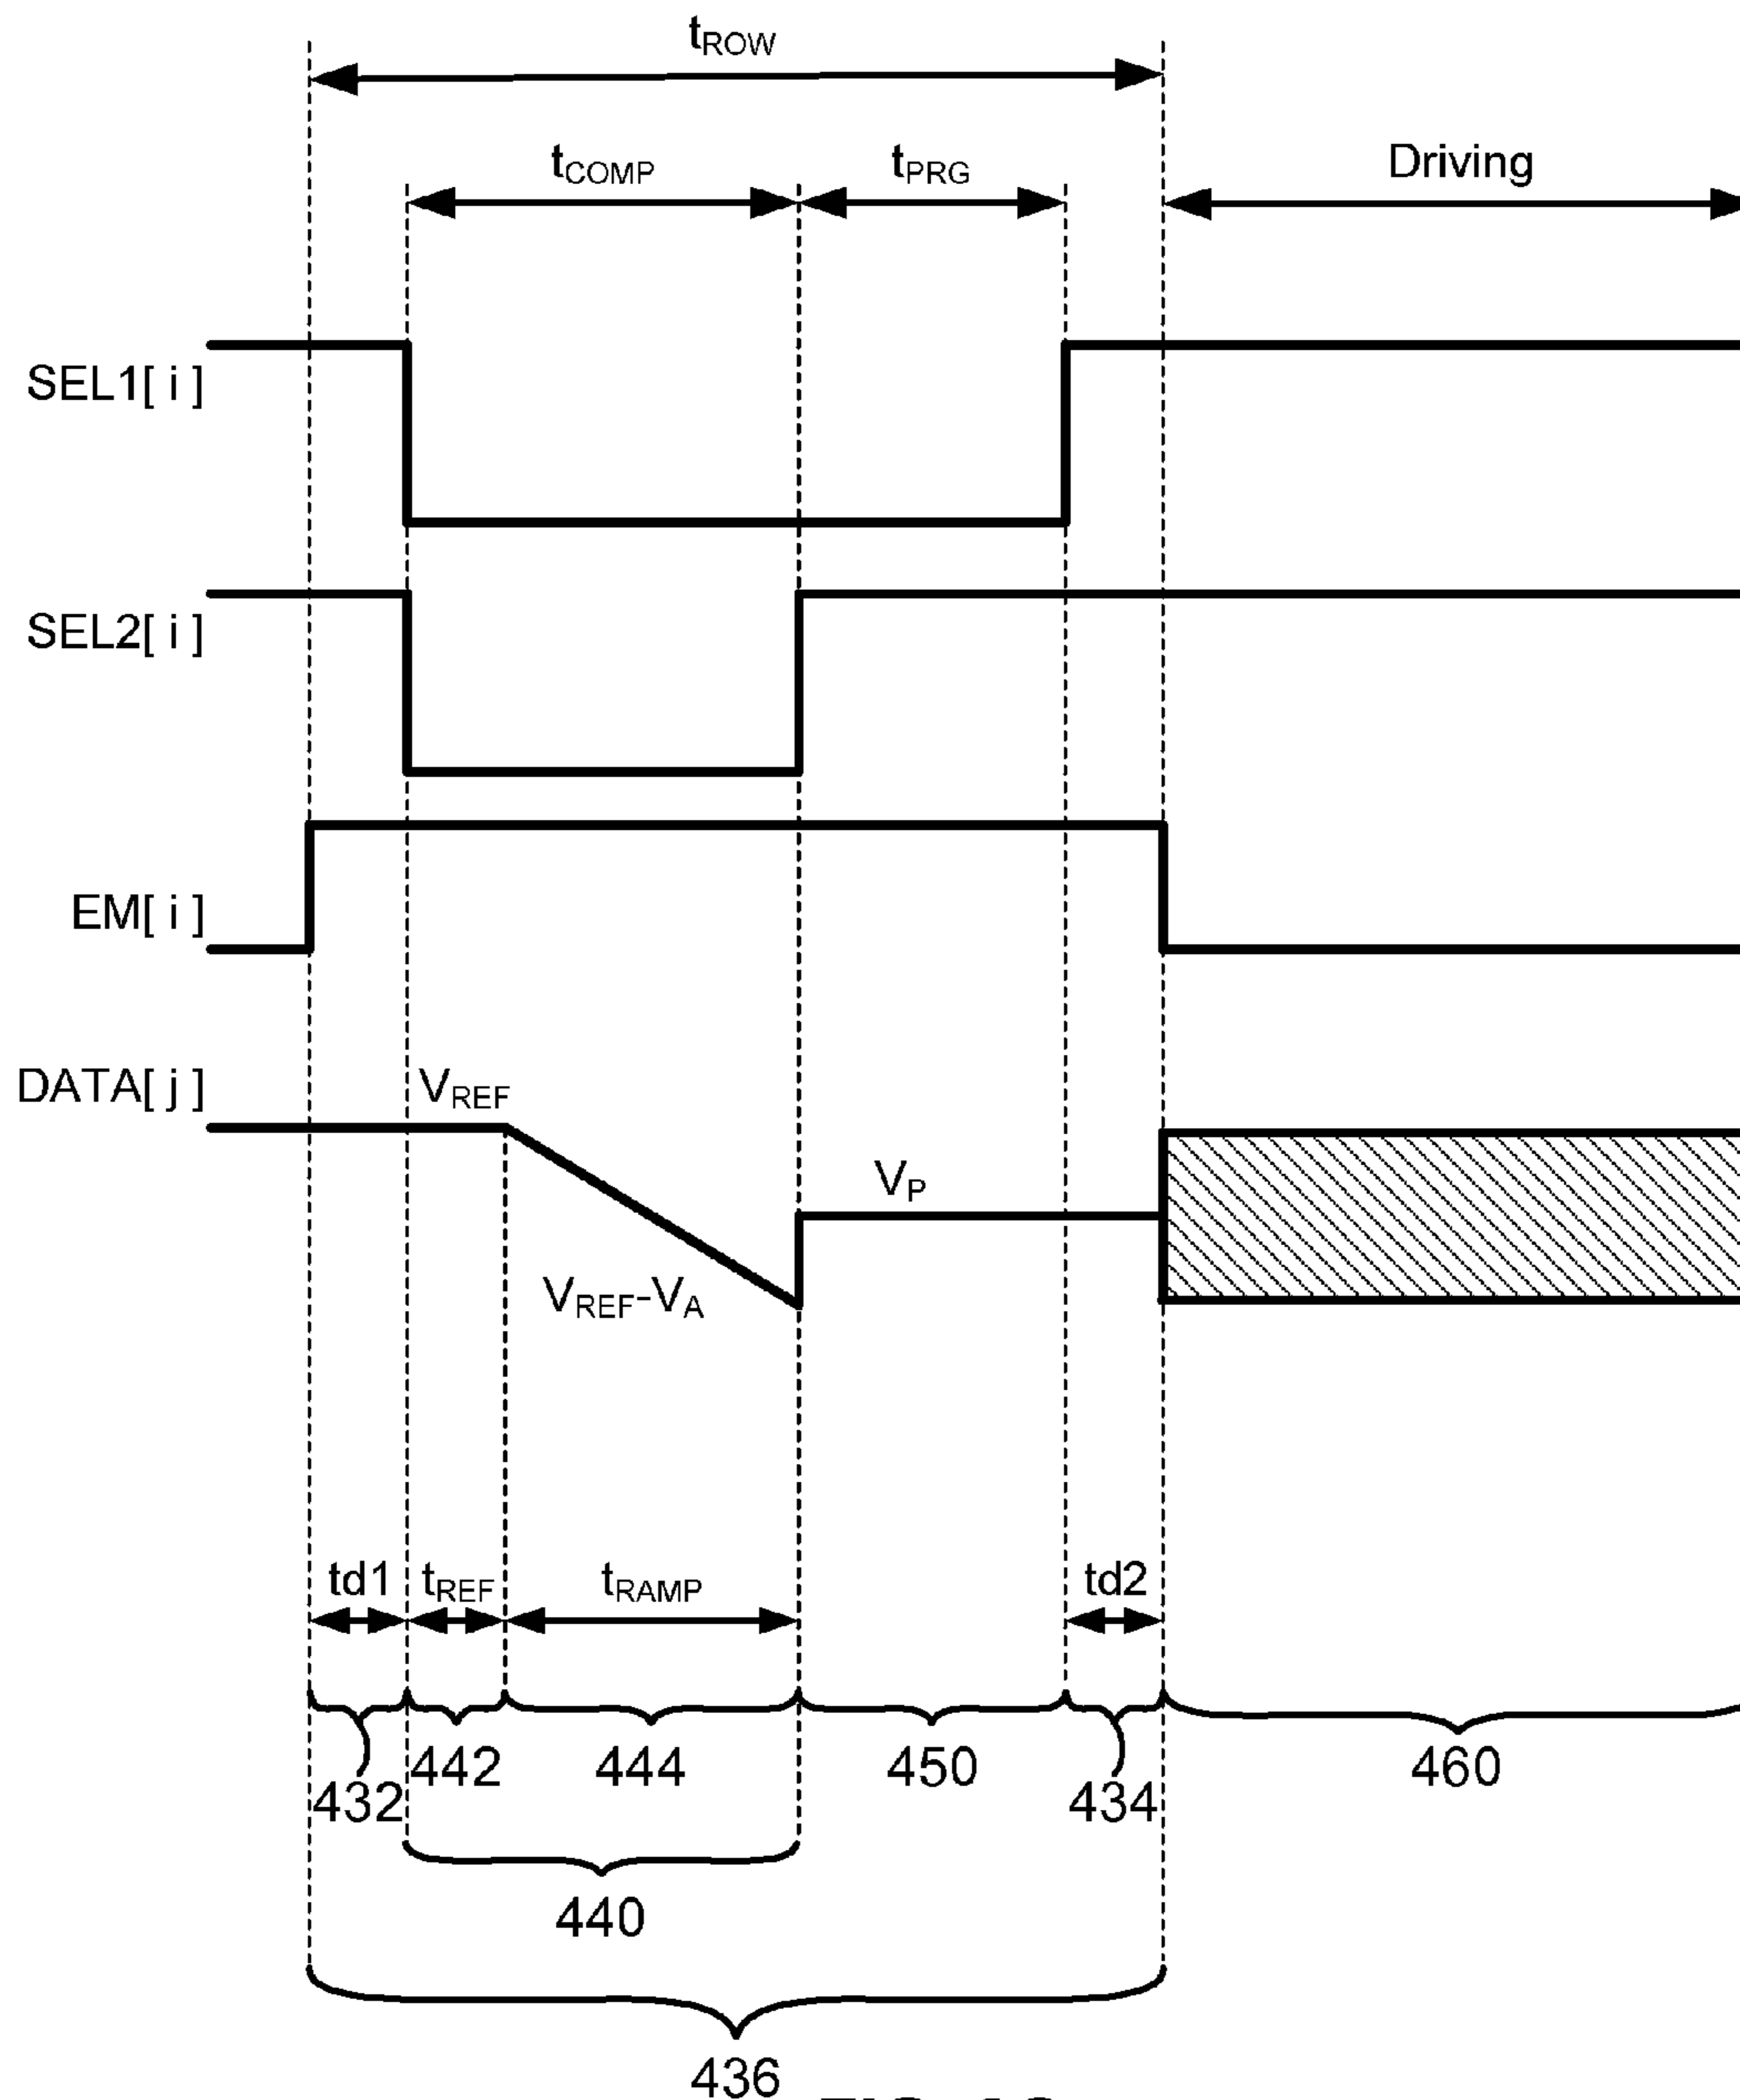 tROW
tCOMP tPRG Driving
SEL1[ i ]
SEL2[ i ]
EM[ i ]
DATA[ j ] VREF
VP
VREF-VA
td1 tREF tRAMP td2
442 444 450 460
432 434
440
436